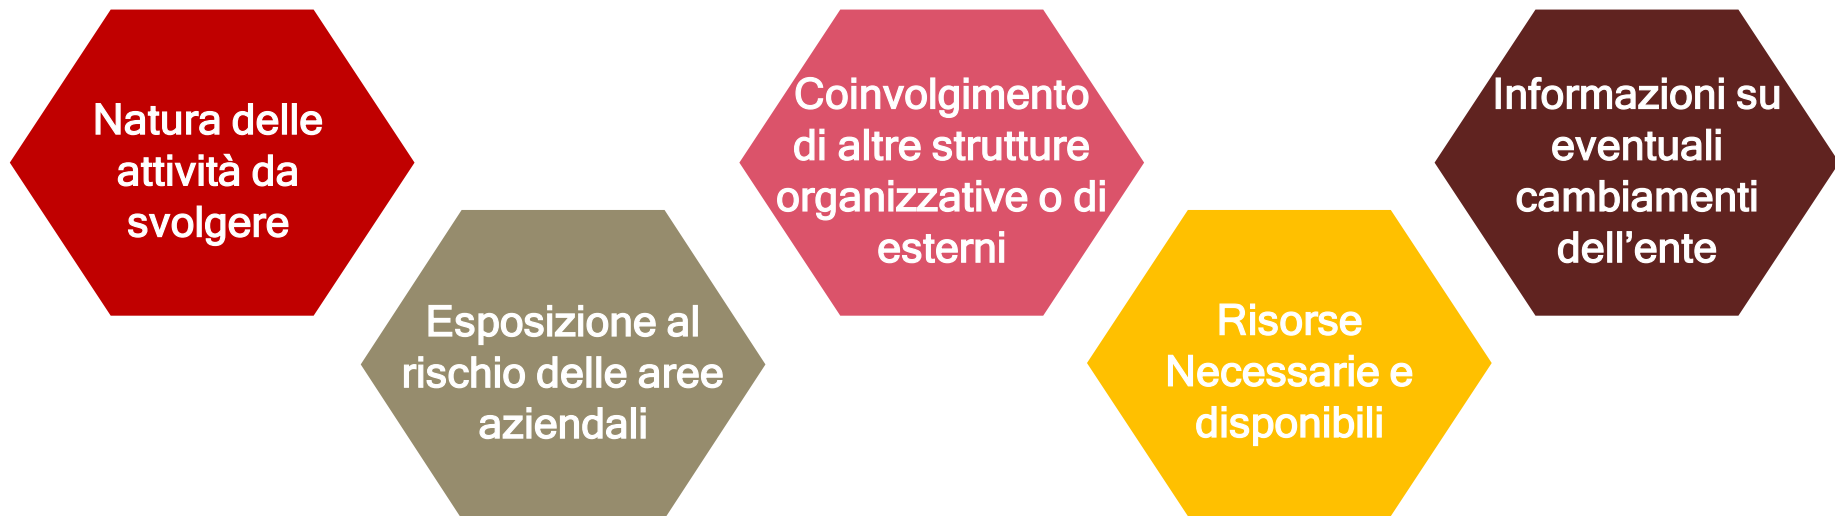 Natura delle
attività da
svolgere
Esposizione al
rischio delle aree
aziendali
Coinvolgimento
di altre strutture
organizzative o di
esterni
Risorse
Necessarie e
disponibili
Informazioni su
eventuali
cambiamenti
dell’ente